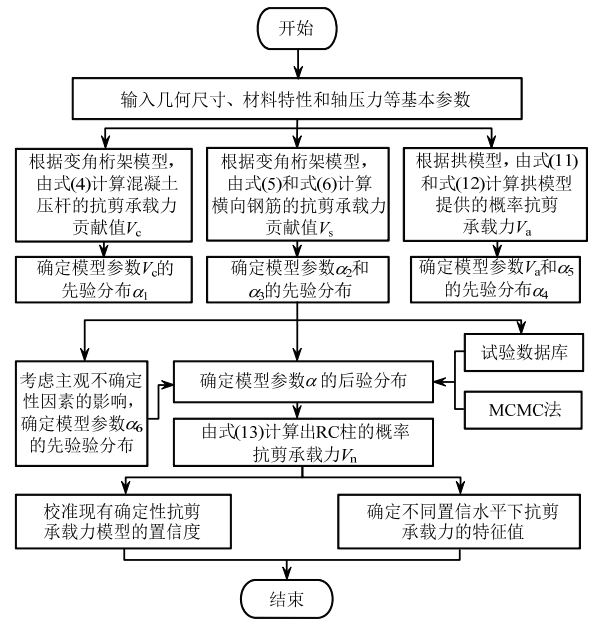 开始
输入几何尺寸、材料特性和轴压力等基本参数
根据变角桁架模型，
由式(4)计算混凝土
压杆的抗剪承载力
贡献值Vc
根据变角桁架模型，
由式(5)和式(6)计算
横向钢筋的抗剪承载力
贡献值Vs
根据拱模型，由式(11)
和式(12)计算拱模型
提供的概率抗剪
承载力Va
确定模型参数Vc的
先验分布α1
确定模型参数α2和
α3的先验分布
确定模型参数Va和α5
的先验分布α4
考虑主观不确定
性因素的影响，
确定模型参数α6
的先验验分布
确定模型参数α 的后验分布
试验数据库
MCMC法
由式(13)计算出RC柱的概率
抗剪承载力Vn
校准现有确定性抗剪
承载力模型的置信度
确定不同置信水平下抗剪
承载力的特征值
结束